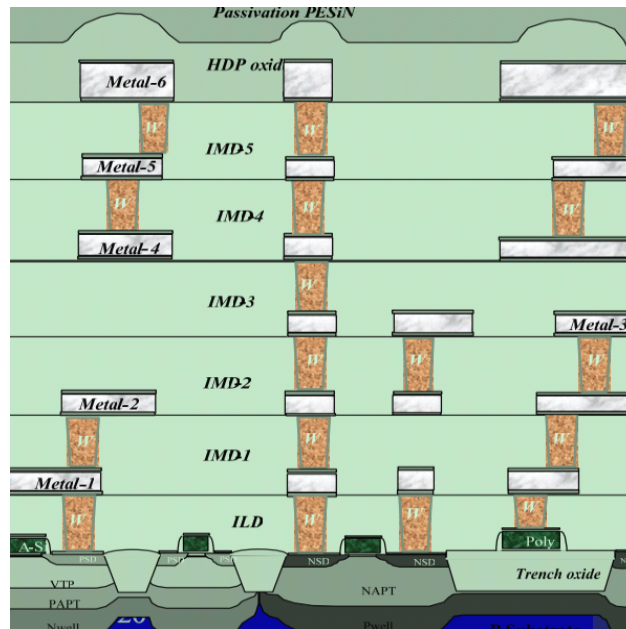 Passivation PESiN
HDP oxid
Metal-6
W W W
IMD-5
Metal-5
W W W
IMD-4
Metal-4
W
IMD-3
Metal-3
W W W
IMD-2
Metal-2
W W W
IMD-1
Metal-1
W W W W
ILD
A-S Poly
PSD PSD PSD NSD NSD N
Trench oxide
VTP
NAPT
PAPT
Nwell Pwell